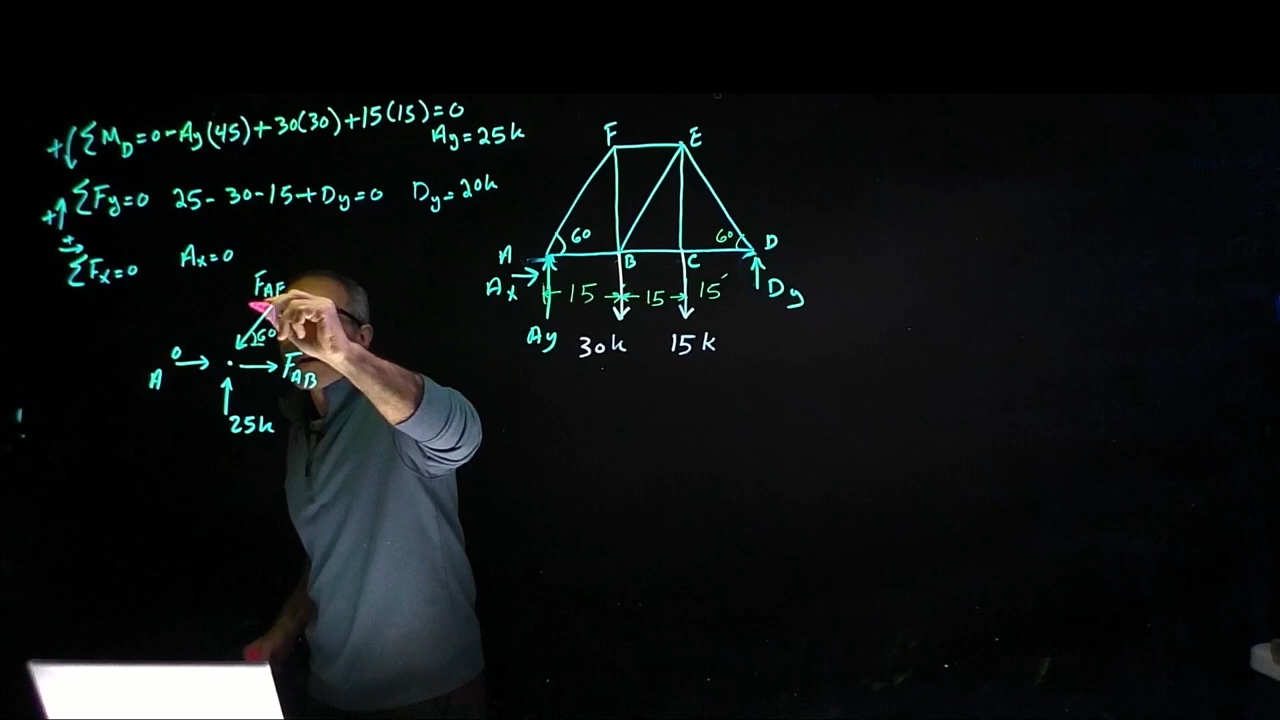 + ΣM_D=0 -Ay(45)+30(30)+15(15)=0
Ay=25k
+↑ ΣFy=0 25-30-15+Dy=0 Dy=20k
+→ ΣFx=0 Ax=0
F_AF
60
0
A
F_AB
25k
F E
60 60
A B C D
Ax
15 15 15'
Dy
Ay 30k 15k